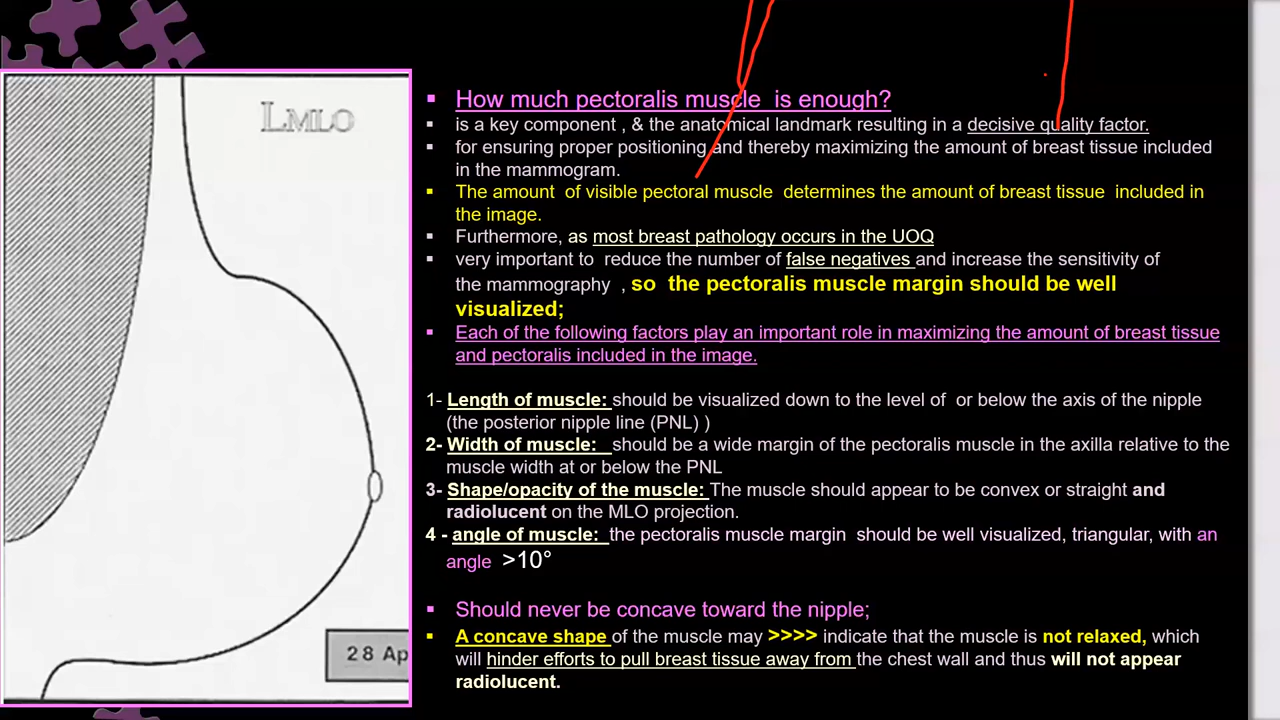 LMLO
28 Ap
▪ How much pectoralis muscle is enough?
▪ is a key component , & the anatomical landmark resulting in a decisive quality factor.
▪ for ensuring proper positioning and thereby maximizing the amount of breast tissue included
in the mammogram.
▪ The amount of visible pectoral muscle determines the amount of breast tissue included in
the image.
▪ Furthermore, as most breast pathology occurs in the UOQ
▪ very important to reduce the number of false negatives and increase the sensitivity of
the mammography , so the pectoralis muscle margin should be well
visualized;
▪ Each of the following factors play an important role in maximizing the amount of breast tissue
and pectoralis included in the image.
1- Length of muscle: should be visualized down to the level of or below the axis of the nipple
(the posterior nipple line (PNL) )
2- Width of muscle: should be a wide margin of the pectoralis muscle in the axilla relative to the
muscle width at or below the PNL
3- Shape/opacity of the muscle: The muscle should appear to be convex or straight and
radiolucent on the MLO projection.
4 - angle of muscle: the pectoralis muscle margin should be well visualized, triangular, with an
angle >10°
▪ Should never be concave toward the nipple;
▪ A concave shape of the muscle may >>>> indicate that the muscle is not relaxed, which
will hinder efforts to pull breast tissue away from the chest wall and thus will not appear
radiolucent.